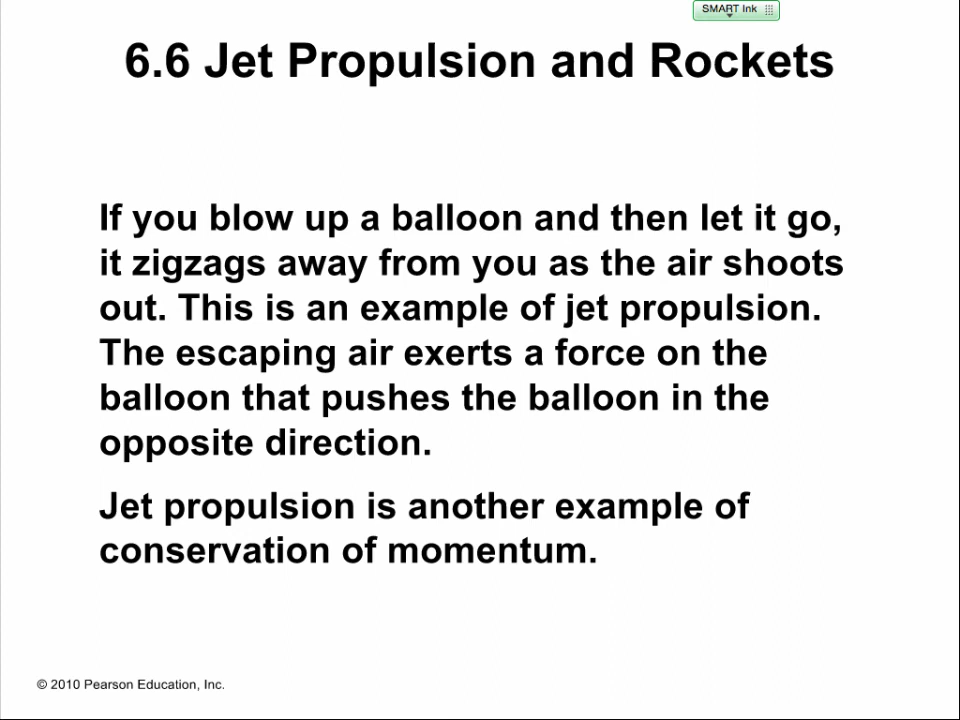 SMART Ink
6.6 Jet Propulsion and Rockets
If you blow up a balloon and then let it go,
it zigzags away from you as the air shoots
out. This is an example of jet propulsion.
The escaping air exerts a force on the
balloon that pushes the balloon in the
opposite direction.
Jet propulsion is another example of
conservation of momentum.
© 2010 Pearson Education, Inc.